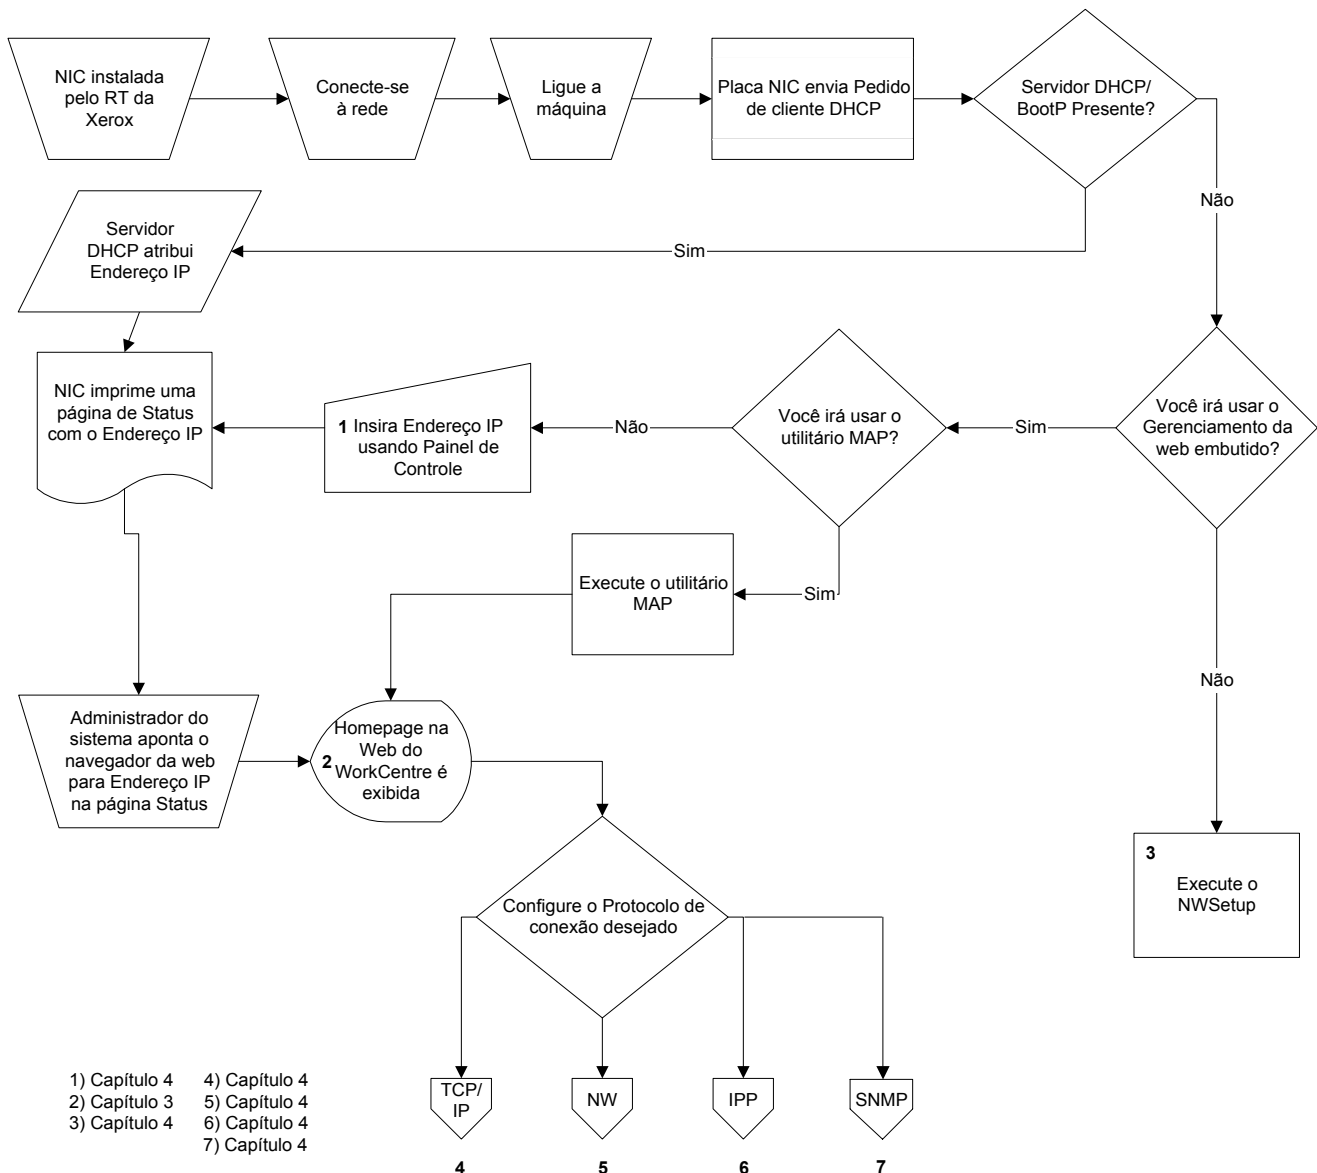 NIC instalada
pelo RT da
Xerox
Conecte-se
à rede
Ligue a
máquina
Placa NIC envia Pedido
de cliente DHCP
Servidor DHCP/
BootP Presente?
Não
Sim
Servidor
DHCP atribui
Endereço IP
NIC imprime uma
página de Status
com o Endereço IP
1 Insira Endereço IP
usando Painel de
Controle
Não
Você irá usar o
utilitário MAP?
Sim
Você irá usar o
Gerenciamento da
web embutido?
Execute o utilitário
MAP
Sim
Não
Administrador do
sistema aponta o
navegador da web
para Endereço IP
na página Status
Homepage na
Web do
2 WorkCentre é
exibida
3
Execute o
NWSetup
Configure o Protocolo de
conexão desejado
TCP/
IP
NW
IPP
SNMP
4
5
6
7
1) Capítulo 4
2) Capítulo 3
3) Capítulo 4
4) Capítulo 4
5) Capítulo 4
6) Capítulo 4
7) Capítulo 4